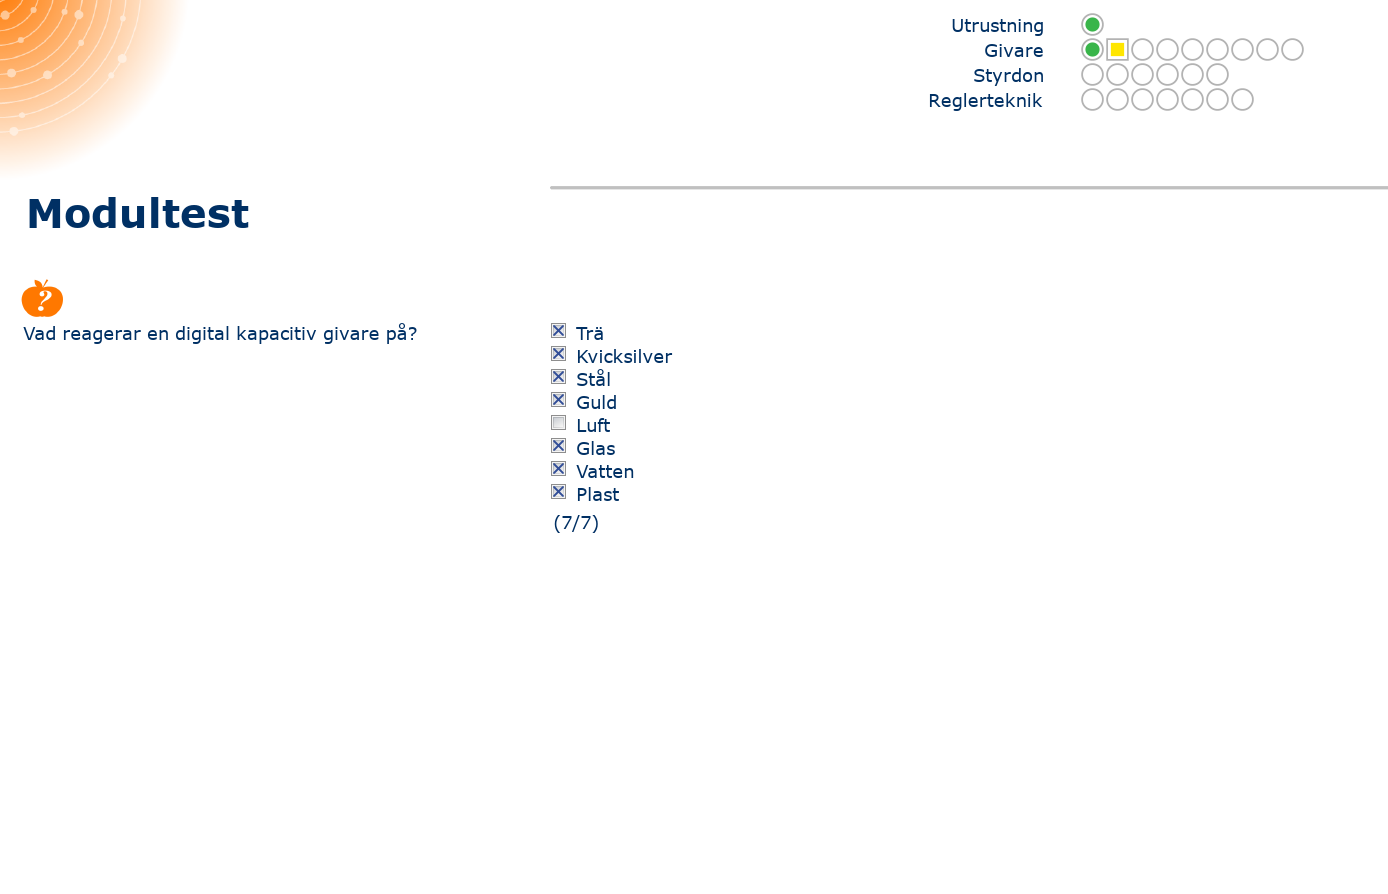 Utrustning
Givare
Styrdon
Reglerteknik
Modultest
?
Vad reagerar en digital kapacitiv givare på?
Trä
Kvicksilver
Stål
Guld
Luft
Glas
Vatten
Plast
(7/7)